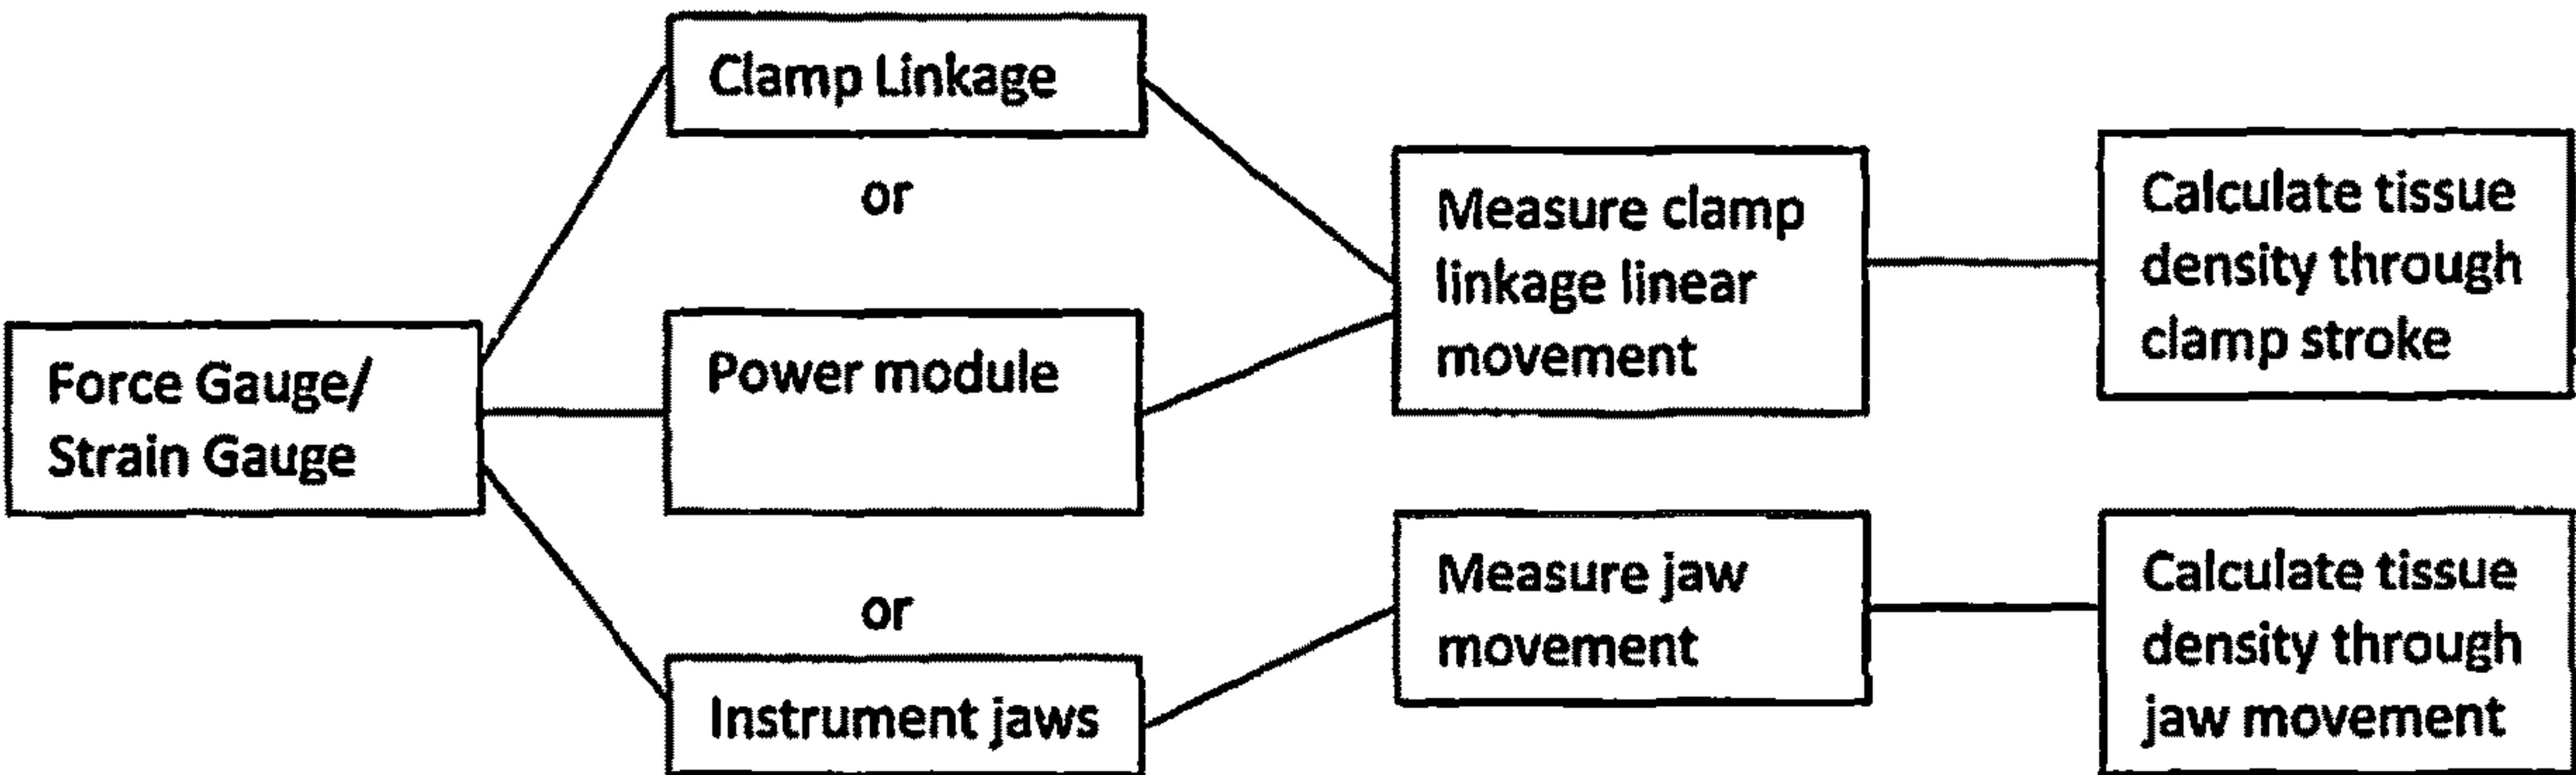 Force Gauge/
Strain Gauge
Clamp Linkage
or
Power module
or
Instrument jaws
Measure clamp
linkage linear
movement
Measure jaw
movement
Calculate tissue
density through
clamp stroke
Calculate tissue
density through
jaw movement